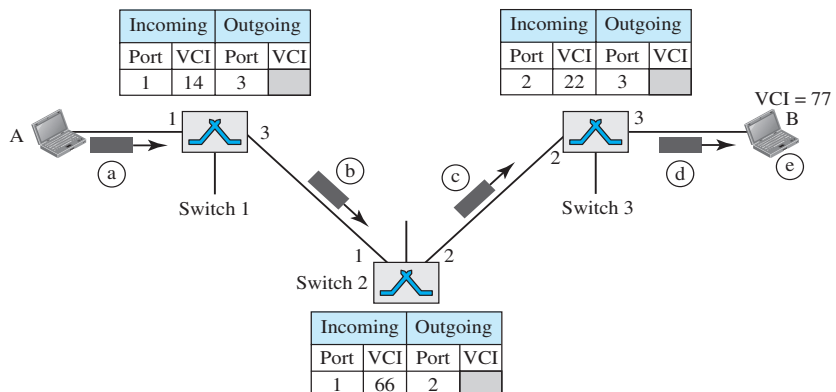 Incoming Outgoing
Port VCI Port VCI
1 14 3
Incoming Outgoing
Port VCI Port VCI
2 22 3
VCI = 77
A
1
3
3
B
a
b
c
2
d
e
Switch 1
Switch 3
1
2
Switch 2
Incoming Outgoing
Port VCI Port VCI
1 66 2